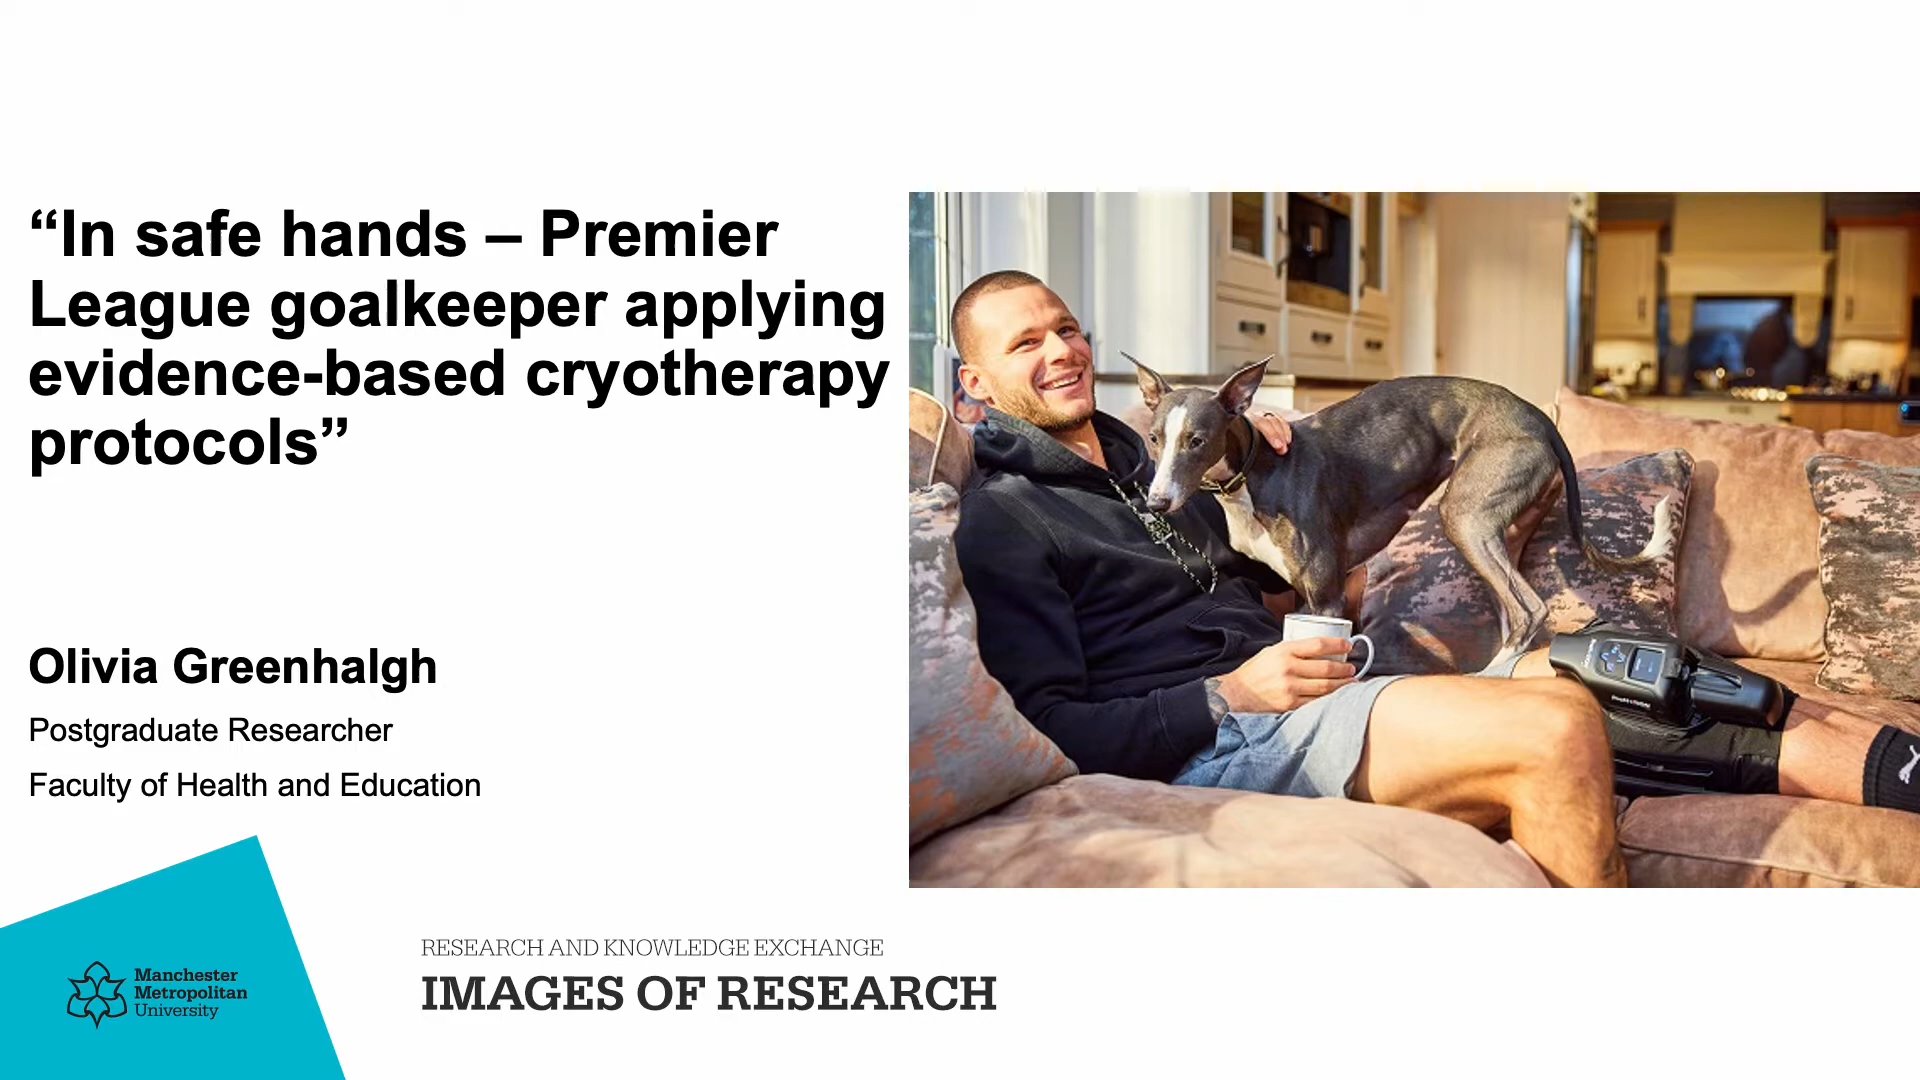 “In safe hands – Premier
League goalkeeper applying
evidence-based cryotherapy
protocols”
Olivia Greenhalgh
Postgraduate Researcher
Faculty of Health and Education
RESEARCH AND KNOWLEDGE EXCHANGE
IMAGES OF RESEARCH
Manchester
Metropolitan
University